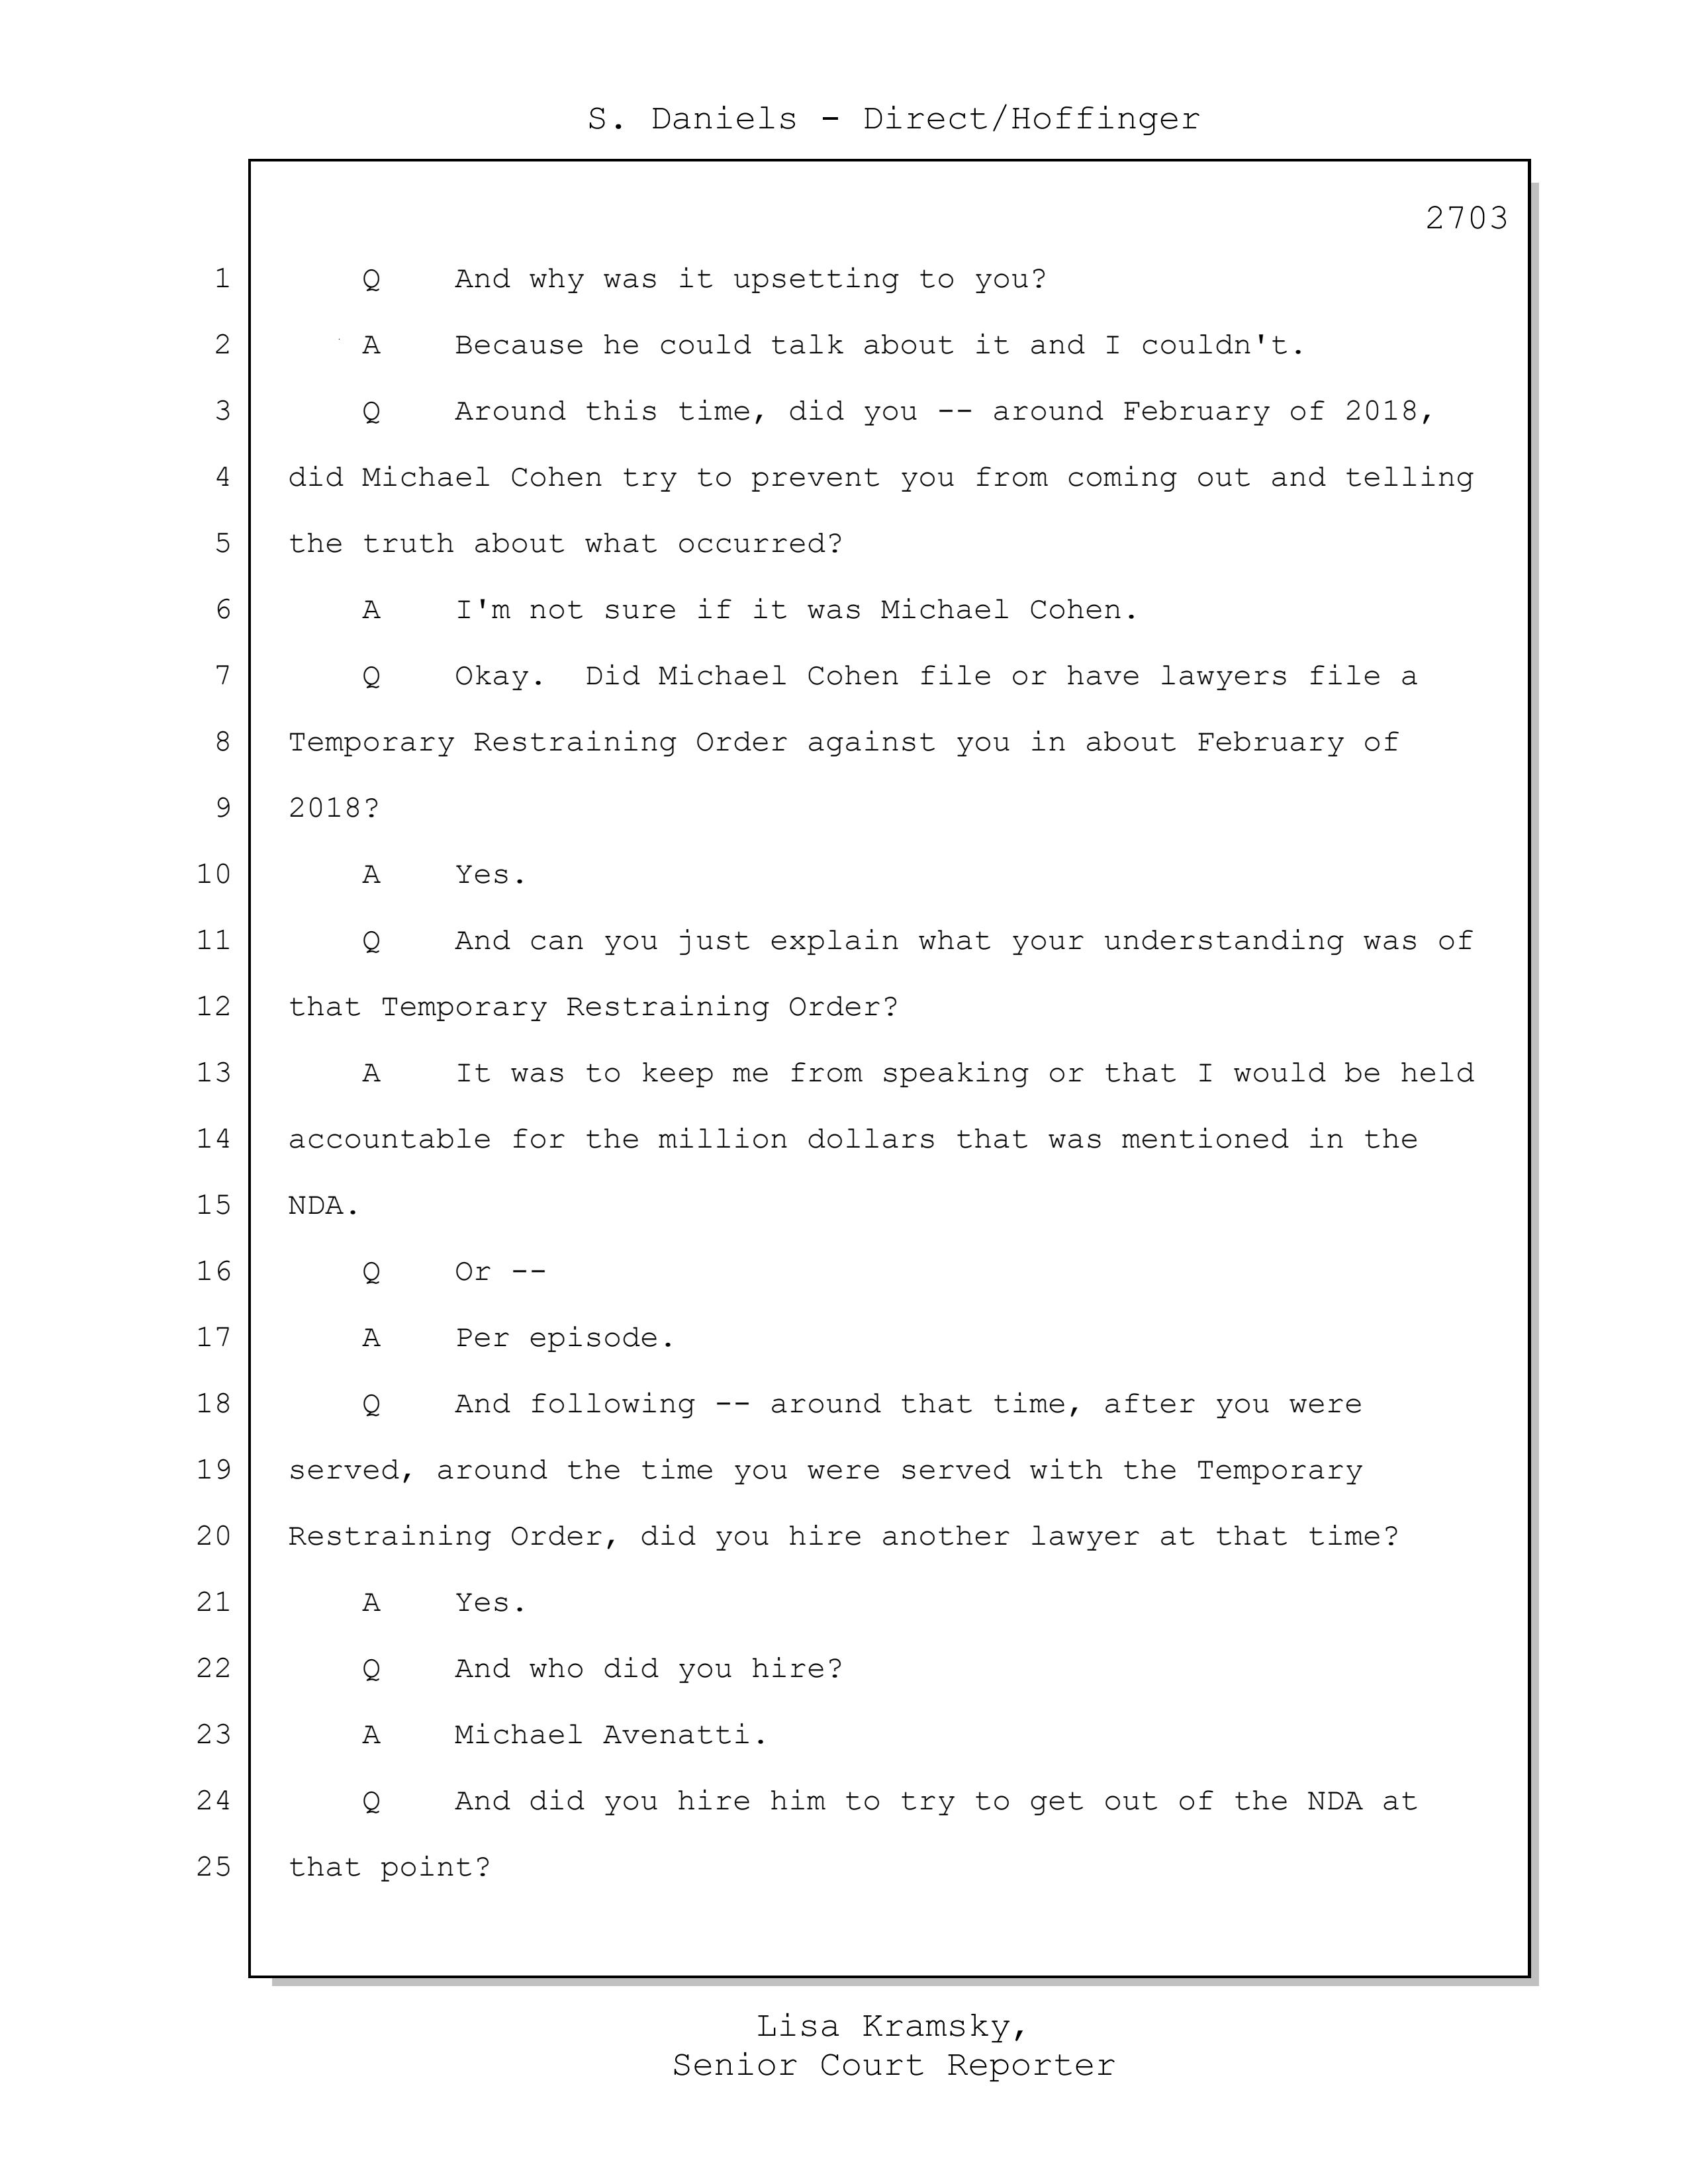 S. Daniels - Direct/Hoffinger
2703
1 Q And why was it upsetting to you?
2 A Because he could talk about it and I couldn't.
3 Q Around this time, did you -- around February of 2018,
4 did Michael Cohen try to prevent you from coming out and telling
5 the truth about what occurred?
6 A I'm not sure if it was Michael Cohen.
7 Q Okay.  Did Michael Cohen file or have lawyers file a
8 Temporary Restraining Order against you in about February of
9 2018?
10 A Yes.
11 Q And can you just explain what your understanding was of
12 that Temporary Restraining Order?
13 A It was to keep me from speaking or that I would be held
14 accountable for the million dollars that was mentioned in the
15 NDA.
16 Q Or --
17 A Per episode.
18 Q And following -- around that time, after you were
19 served, around the time you were served with the Temporary
20 Restraining Order, did you hire another lawyer at that time?
21 A Yes.
22 Q And who did you hire?
23 A Michael Avenatti.
24 Q And did you hire him to try to get out of the NDA at
25 that point?
Lisa Kramsky,
Senior Court Reporter